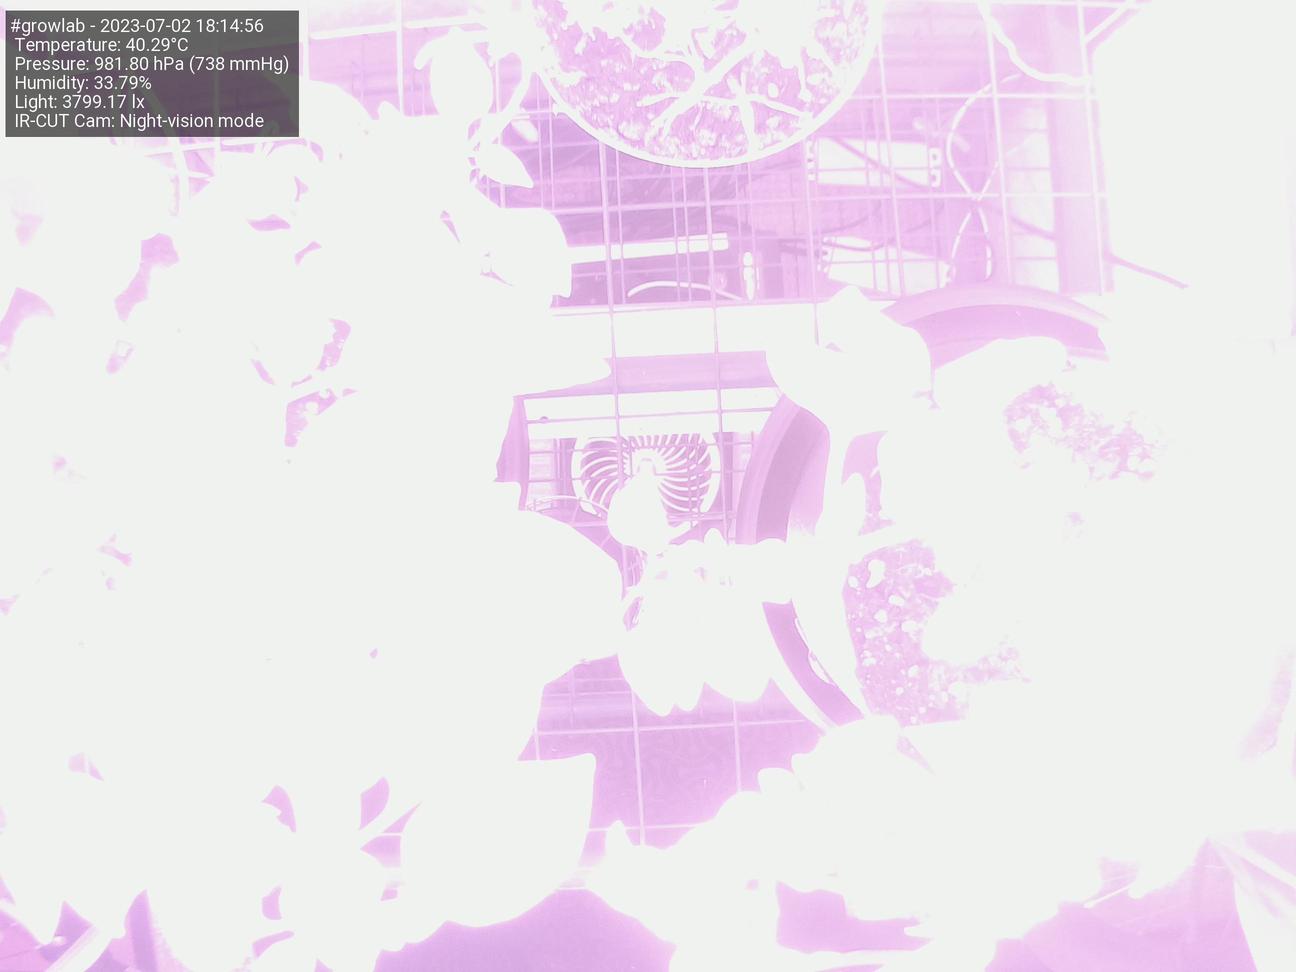 #growlab - 2023-07-02 18:14:56
Temperature: 40.29°C
Pressure: 981.80 hPa (738 mmHg)
Humidity: 33.79%
Light: 3799.17 lx
IR-CUT Cam: Night-vision mode